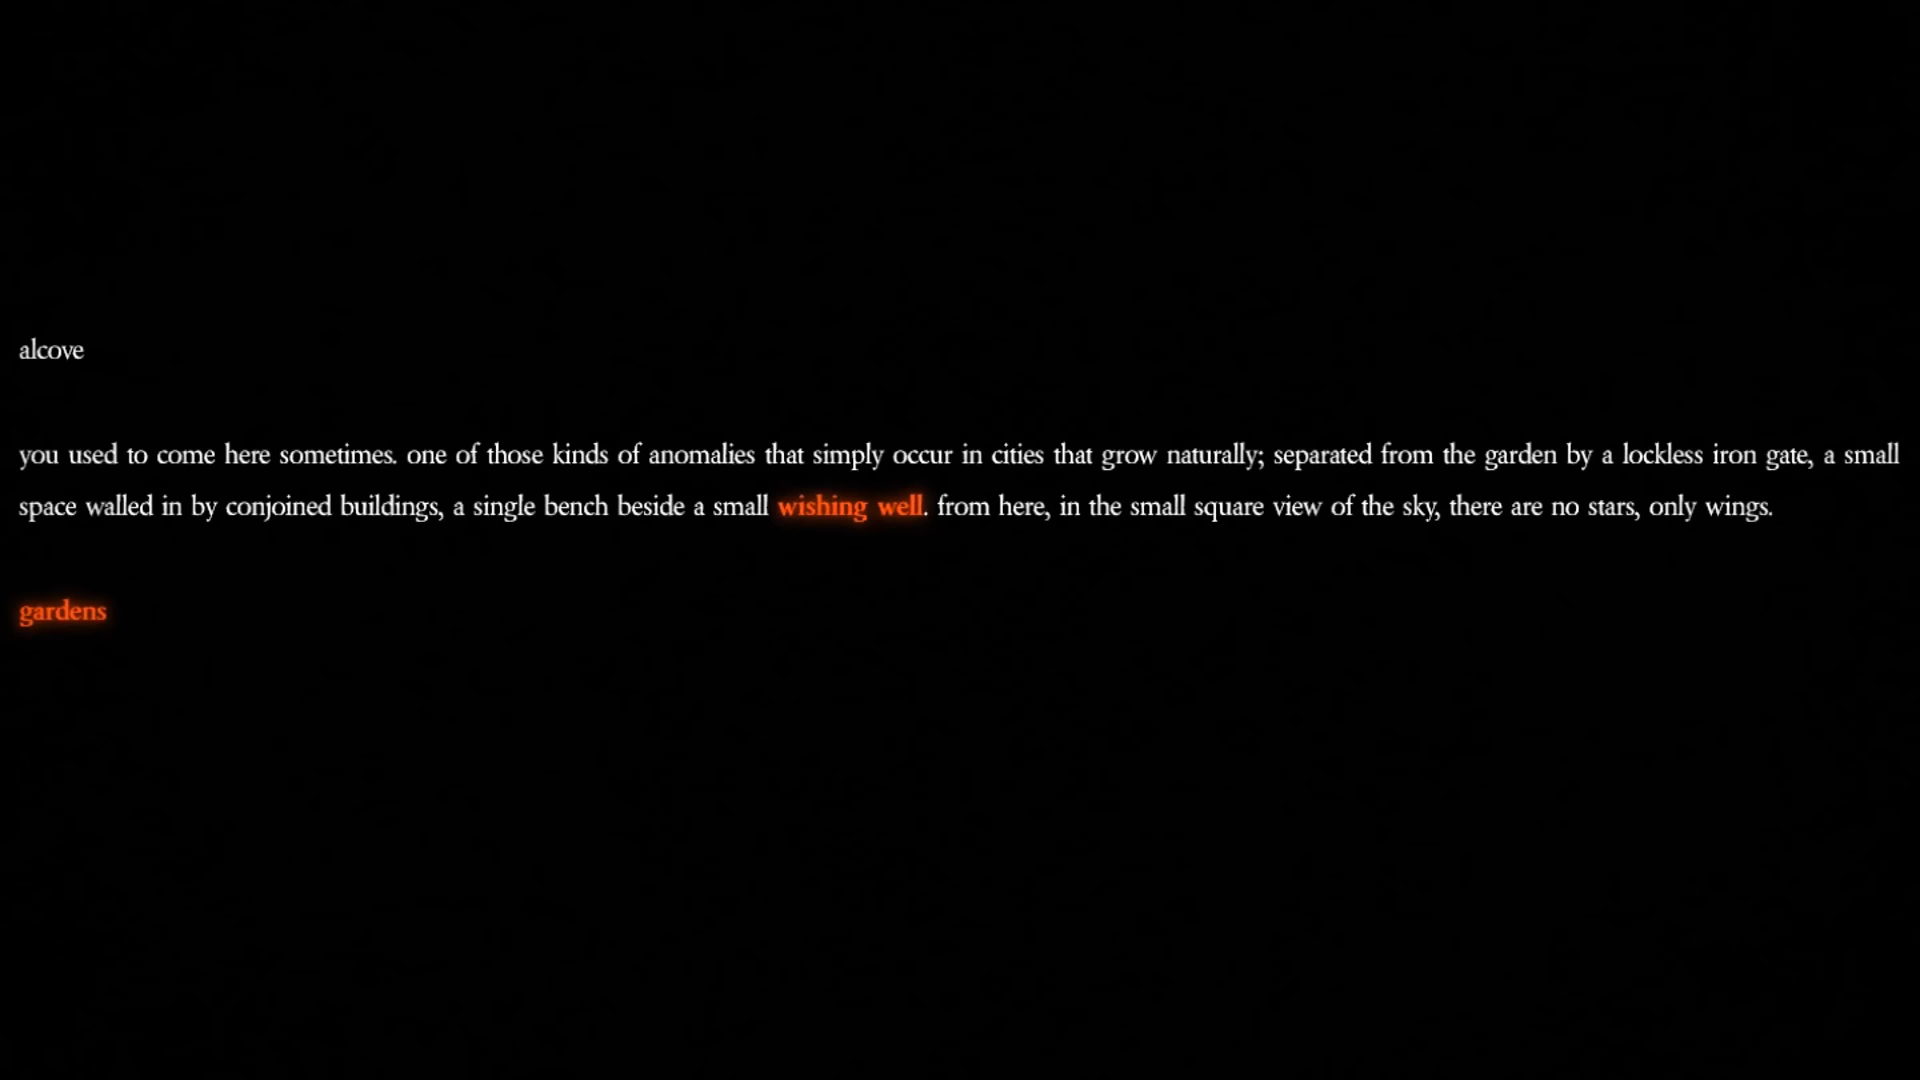 alcove
you used to come here sometimes. one of those kinds of anomalies that simply occur in cities that grow naturally; separated from the garden by a lockless iron gate, a small
space walled in by conjoined buildings, a single bench beside a small wishing well. from here, in the small square view of the sky, there are no stars, only wings.
gardens